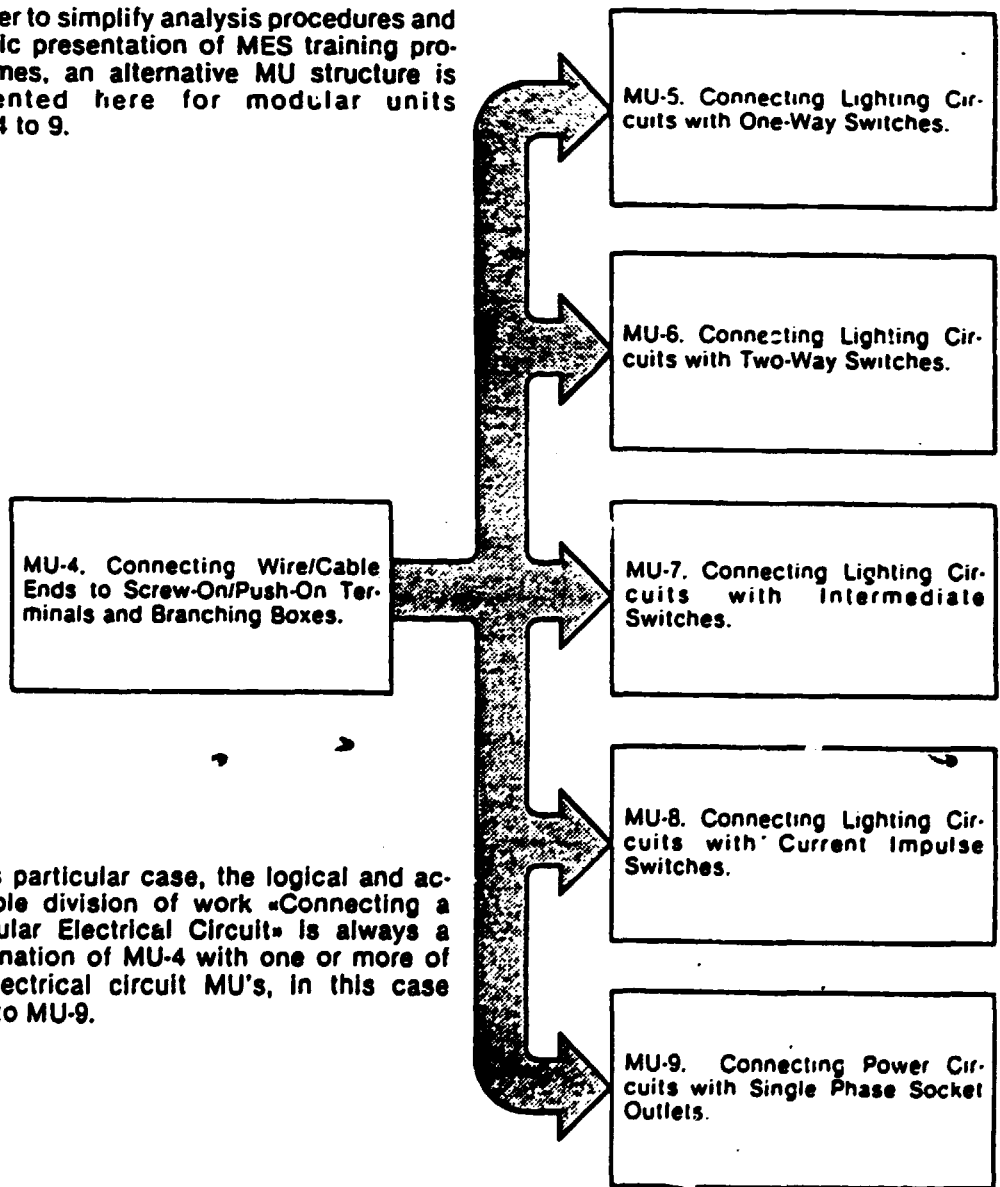 er to simplify analysis procedures and
ic presentation of MES training pro-
mes, an alternative MU structure is
ented here for modular units
4 to 9.
MU-4. Connecting Wire/Cable
Ends to Screw-On/Push-On Ter-
minals and Branching Boxes.
s particular case, the logical and ac-
ble division of work «Connecting a
ular Electrical Circuit» is always a
nation of MU-4 with one or more of
lectrical circuit MU's, in this case
to MU-9.
MU-5. Connecting Lighting Cir-
cuits with One-Way Switches.
MU-6. Connecting Lighting Cir-
cuits with Two-Way Switches.
MU-7. Connecting Lighting Cir-
cuits with Intermediate
Switches.
MU-8. Connecting Lighting Cir-
cuits with Current Impulse
Switches.
MU-9. Connecting Power Cir-
cuits with Single Phase Socket
Outlets.